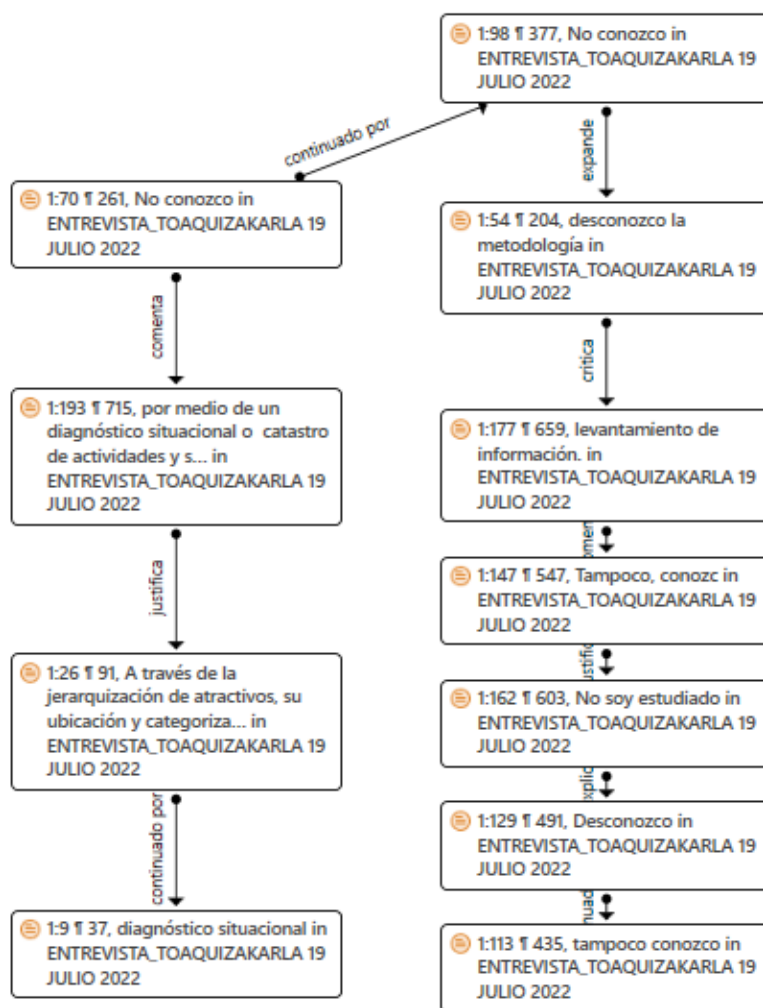 1:98 ¶ 377, No conozco in
ENTREVISTA_TOAQUIZAKARLA 19
JULIO 2022
continuado por
expande
1:70 ¶ 261, No conozco in
ENTREVISTA_TOAQUIZAKARLA 19
JULIO 2022
1:54 ¶ 204, desconozco la
metodología in
ENTREVISTA_TOAQUIZAKARLA 19
JULIO 2022
comenta
critica
1:193 ¶ 715, por medio de un
diagnóstico situacional o catastro
de actividades y s... in
ENTREVISTA_TOAQUIZAKARLA 19
JULIO 2022
1:177 ¶ 659, levantamiento de
información. in
ENTREVISTA_TOAQUIZAKARLA 19
JULIO 2022
omen
justifica
1:147 ¶ 547, Tampoco, conozc in
ENTREVISTA_TOAQUIZAKARLA 19
JULIO 2022
ustific
1:26 ¶ 91, A través de la
jerarquización de atractivos, su
ubicación y categoriza... in
ENTREVISTA_TOAQUIZAKARLA 19
JULIO 2022
1:162 ¶ 603, No soy estudiado in
ENTREVISTA_TOAQUIZAKARLA 19
JULIO 2022
xplic
continuado por
1:129 ¶ 491, Desconozco in
ENTREVISTA_TOAQUIZAKARLA 19
JULIO 2022
nuad
1:9 ¶ 37, diagnóstico situacional in
ENTREVISTA_TOAQUIZAKARLA 19
JULIO 2022
1:113 ¶ 435, tampoco conozco in
ENTREVISTA_TOAQUIZAKARLA 19
JULIO 2022